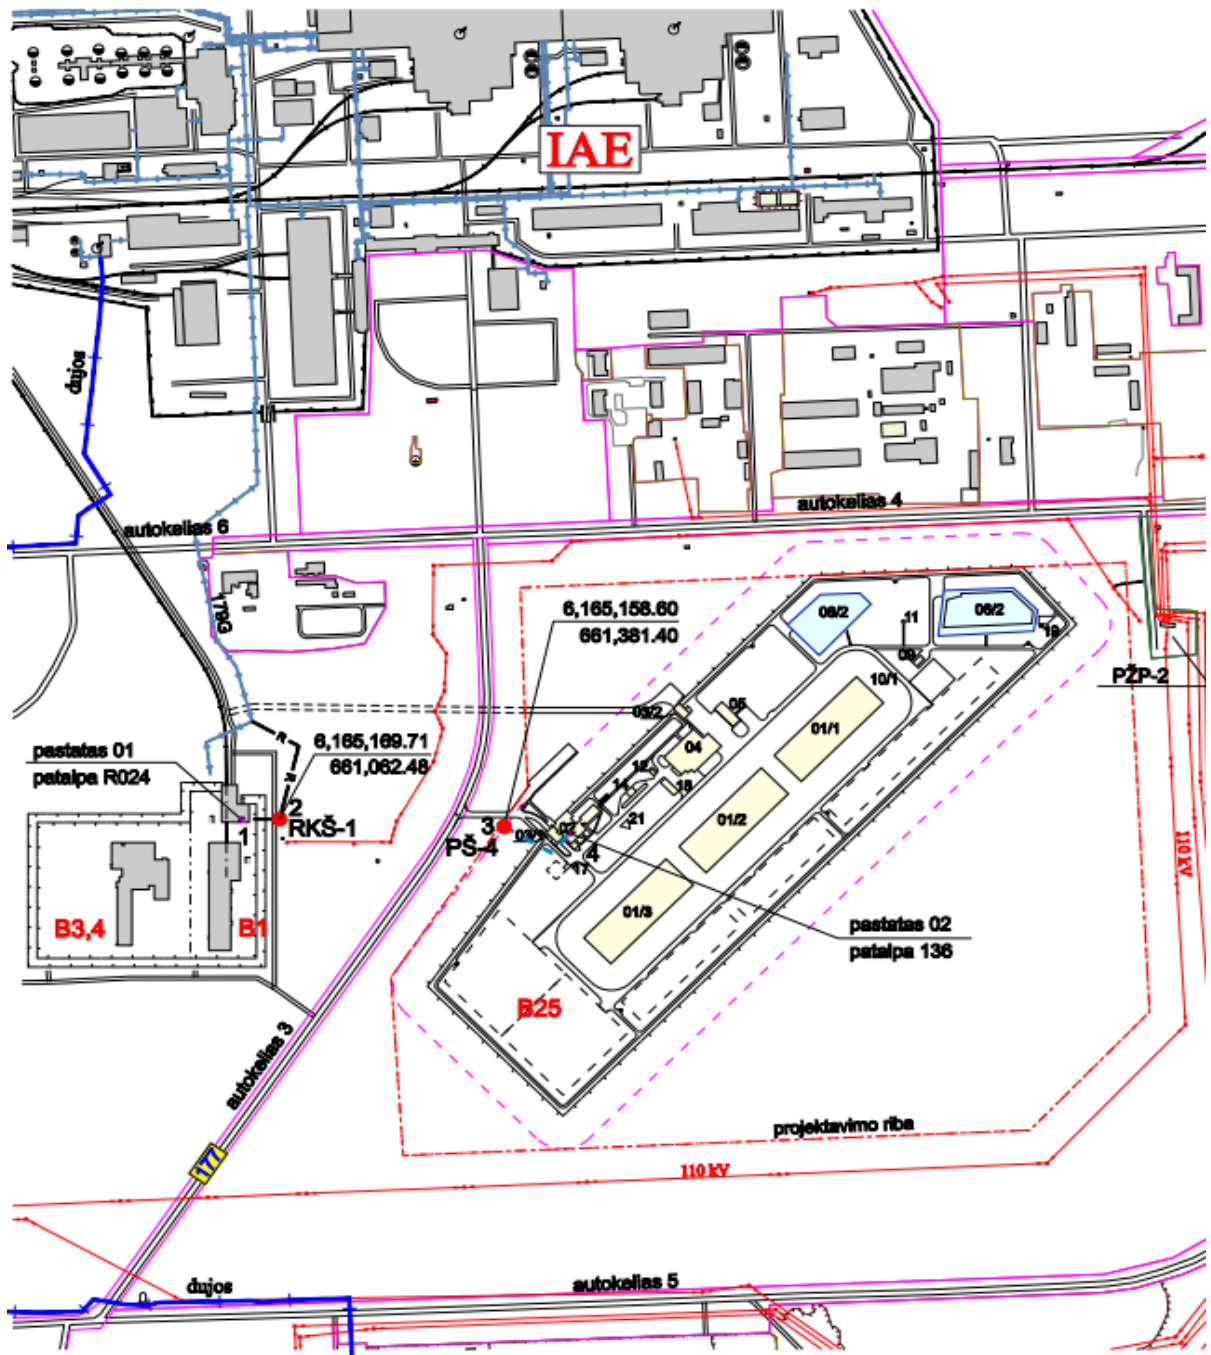 IAE
dujos
autokelias 6
autokelias 4
179G
6,165,158.60
661,381.40
06/2
06/2
11
19
09
10/1
PŽP-2
03/2
05
01/1
04
6,165,169.71
661,062.48
R
R
pastatas 01
patalpa R024
12
14
18
2
RKŠ-1
1
3
PŠ-4
03/1
02
21
4
17
01/2
110 kV
01/3
B3,4
B1
pastatas 02
patalpa 136
B25
autokelias 3
projektavimo riba
177
110 kV
dujos
autokelias 5